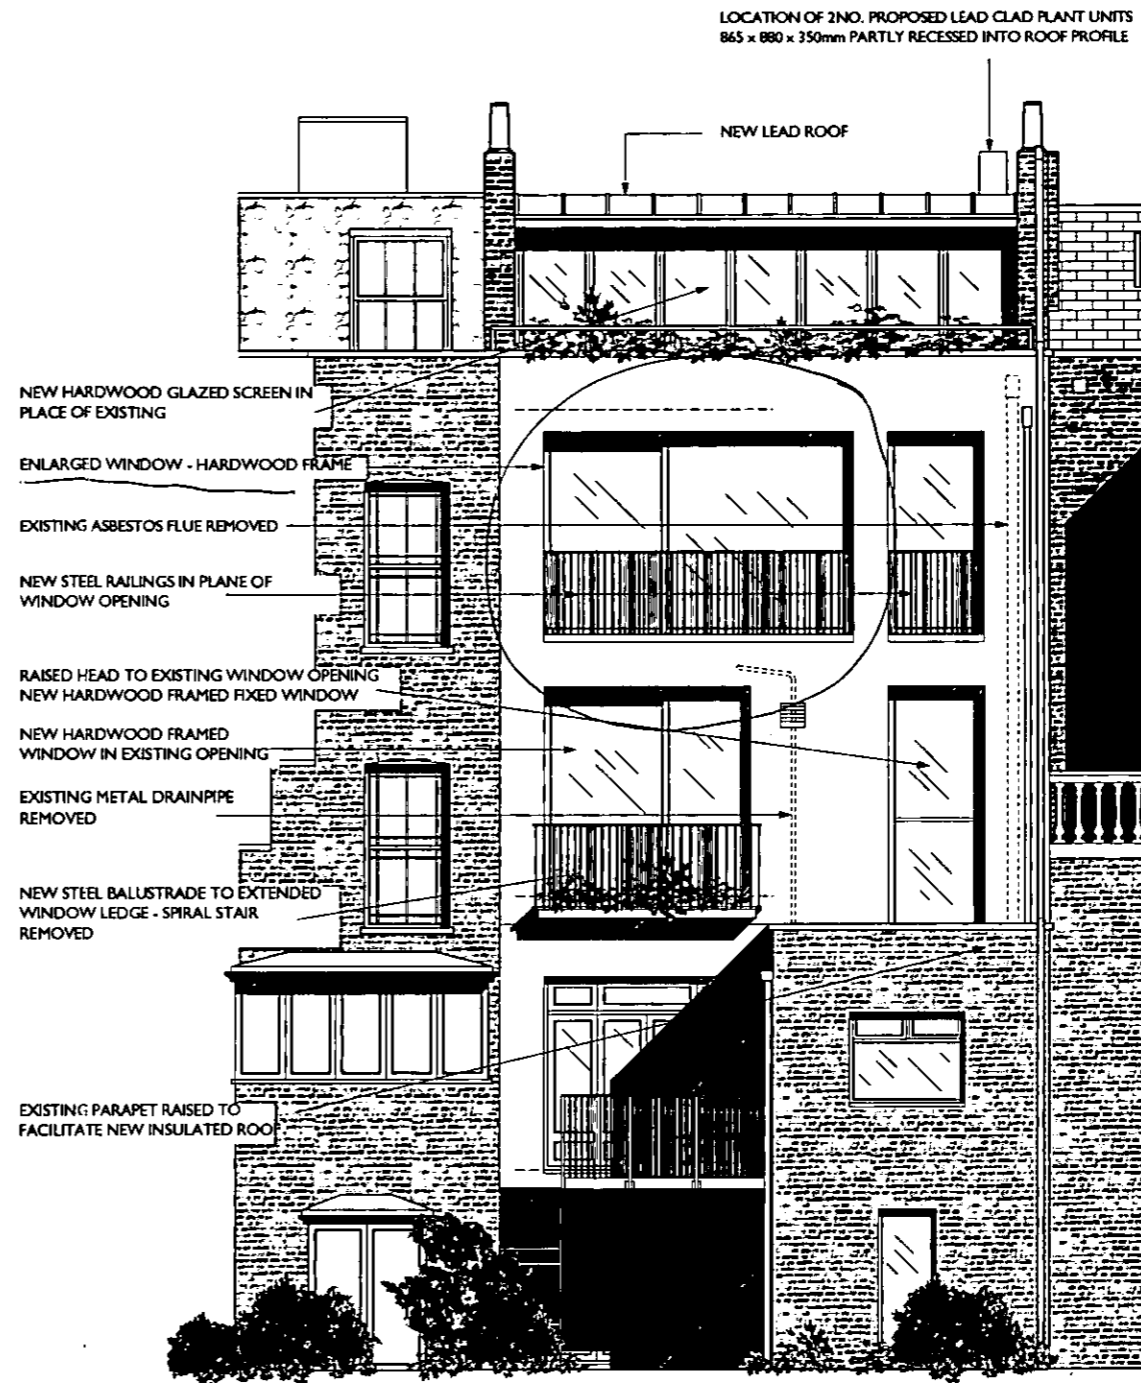 LOCATION OF 2NO. PROPOSED LEAD CLAD PLANT UNITS
865 x 880 x 350mm PARTLY RECESSED INTO ROOF PROFILE
NEW LEAD ROOF
NEW HARDWOOD GLAZED SCREEN IN
PLACE OF EXISTING
ENLARGED WINDOW - HARDWOOD FRAME
EXISTING ASBESTOS FLUE REMOVED
NEW STEEL RAILINGS IN PLANE OF
WINDOW OPENING
RAISED HEAD TO EXISTING WINDOW OPENING
NEW HARDWOOD FRAMED FIXED WINDOW
NEW HARDWOOD FRAMED
WINDOW IN EXISTING OPENING
EXISTING METAL DRAINPIPE
REMOVED
NEW STEEL BALUSTRADE TO EXTENDED
WINDOW LEDGE - SPIRAL STAIR
REMOVED
EXISTING PARAPET RAISED TO
FACILITATE NEW INSULATED ROOF